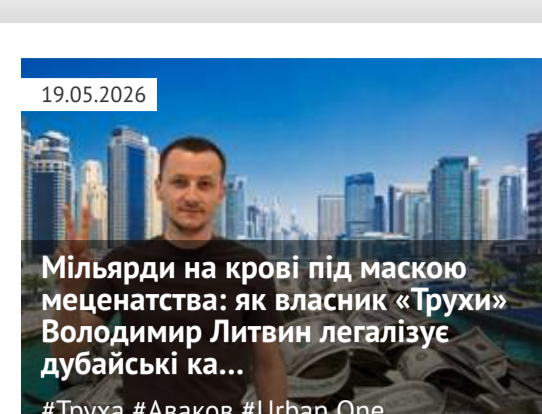 19.05.2026
Мільярди на крові під маскою
меценатства: як власник «Трухи»
Володимир Литвин легалізує
дубайські ка...
#Труха #Аваков #Urban One